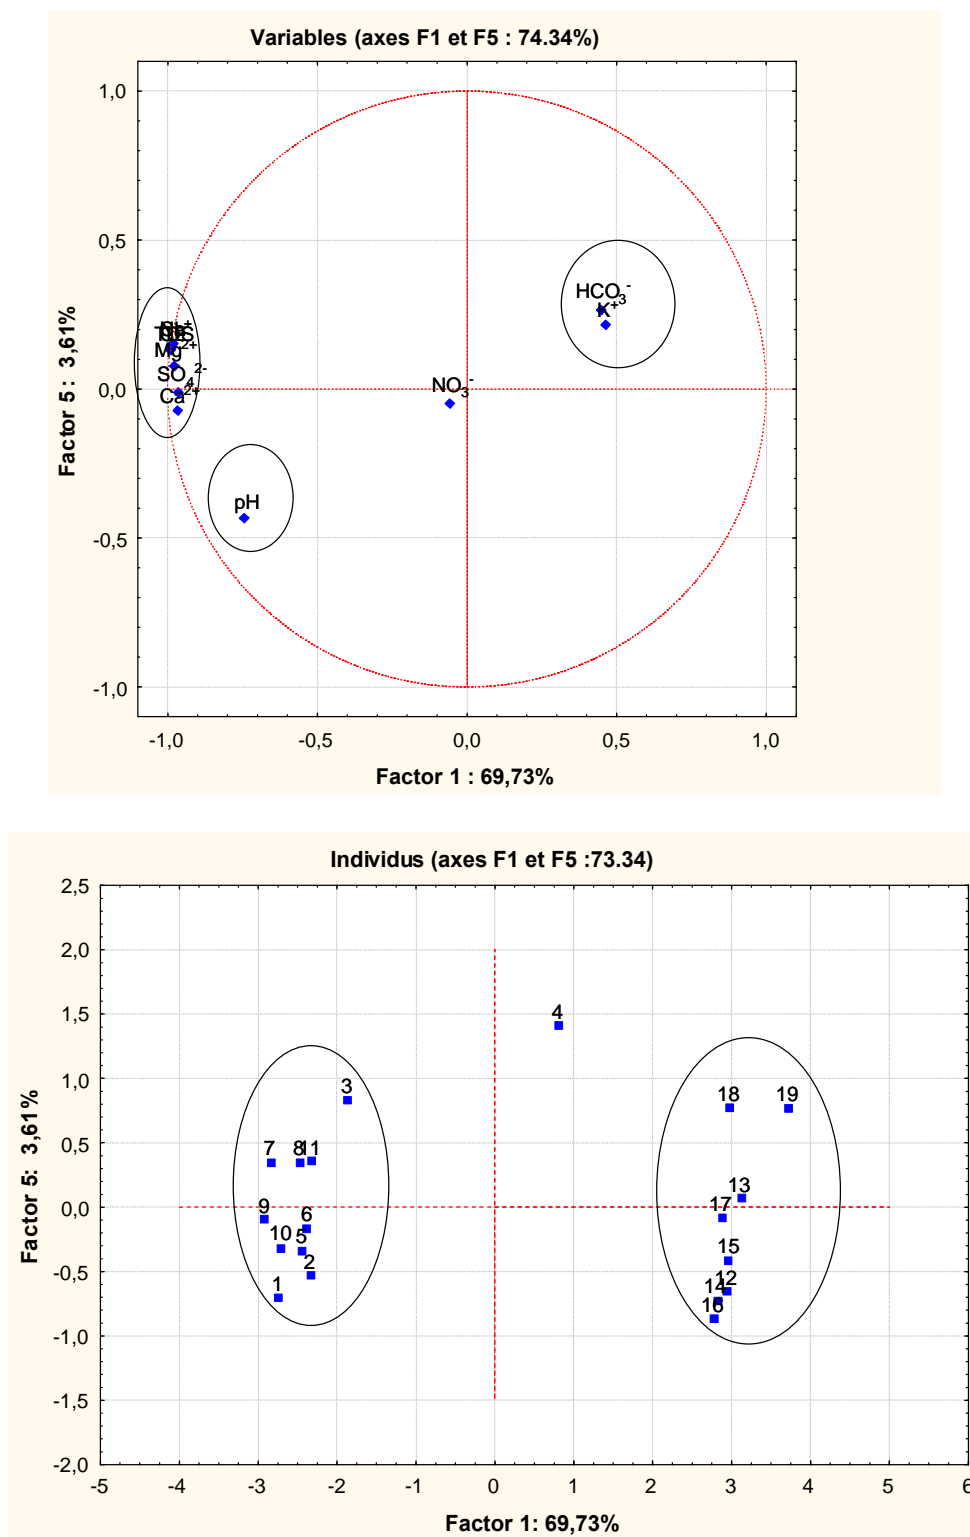 Variables (axes F1 et F5 : 74.34%)
1,0
0,5
0,0
-0,5
-1,0
Factor 5 : 3,61%
HCO₃⁻
K⁺
NO₃⁻
Mg²⁺
SO₄²⁻
Ca²⁺
pH
-1,0 -0,5 0,0 0,5 1,0
Factor 1 : 69,73%
Individus (axes F1 et F5 :73.34)
2,5
2,0
1,5
1,0
0,5
0,0
-0,5
-1,0
-1,5
-2,0
Factor 5: 3,61%
4
3
18 19
7 8 11
13
9
17
6
10 5
15
2
1
12
14
16
-5 -4 -3 -2 -1 0 1 2 3 4 5 6
Factor 1: 69,73%